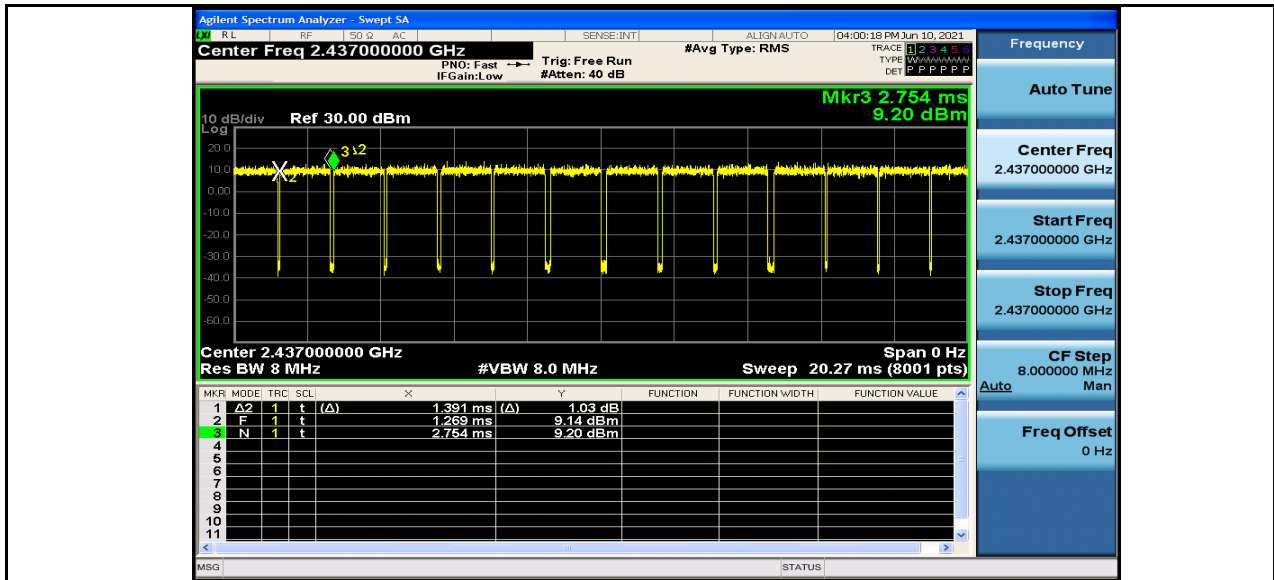 Agilent Spectrum Analyzer - Swept SA
LXI RL RF 50 Ω AC SENSE:INT ALIGN AUTO 04:00:18 PM Jun 10, 2021
Center Freq 2.437000000 GHz #Avg Type: RMS TRACE 1 2 3 4 5 6
PNO: Fast Trig: Free Run TYPE W
IFGain:Low #Atten: 40 dB DET P P P P P P
Mkr3 2.754 ms
10 dB/div Ref 30.00 dBm 9.20 dBm
Log
20.0
10.0
0.00
-10.0
-20.0
-30.0
-40.0
-50.0
-60.0
2
3
Δ2
Center 2.437000000 GHz Span 0 Hz
Res BW 8 MHz #VBW 8.0 MHz Sweep 20.27 ms (8001 pts)
MKR MODE TRC SCL X Y FUNCTION FUNCTION WIDTH FUNCTION VALUE
1 Δ2 1 t (Δ) 1.391 ms (Δ) 1.03 dB
2 F 1 t 1.269 ms 9.14 dBm
3 N 1 t 2.754 ms 9.20 dBm
4
5
6
7
8
9
10
11
MSG STATUS
Frequency
Auto Tune
Center Freq
2.437000000 GHz
Start Freq
2.437000000 GHz
Stop Freq
2.437000000 GHz
CF Step
8.000000 MHz
Auto Man
Freq Offset
0 Hz